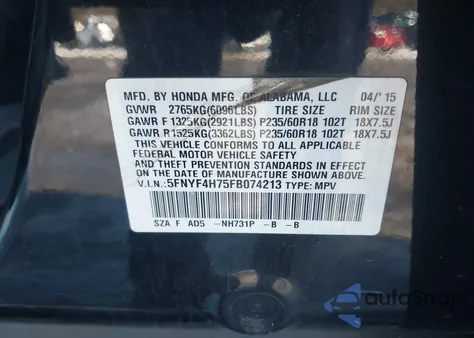 MFD. BY HONDA MFG. OF ALABAMA, LLC 04/'15
GVWR 2765KG(6096LBS) TIRE SIZE RIM SIZE
GAWR F 1325KG(2921LBS) P235/60R18 102T 18X7.5J
GAWR R 1525KG(3362LBS) P235/60R18 102T 18X7.5J
THIS VEHICLE CONFORMS TO ALL APPLICABLE
FEDERAL MOTOR VEHICLE SAFETY AND THEFT
PREVENTION STANDARDS IN EFFECT ON
THE DATE OF MANUFACTURE SHOWN ABOVE.
V.I.N.: 5FNYF4H75FB074213 TYPE: MPV
SZA F AD5 -NH731P -B -B
autoSnap